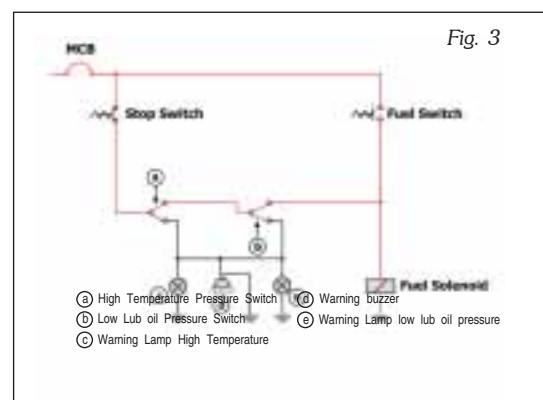 Fig. 3
MCB
Stop Switch
Fuel Switch
a
b
Fuel Solenoid
a High Temperature Pressure Switch
d Warning buzzer
b Low Lub oil Pressure Switch
e Warning Lamp low lub oil pressure
c Warning Lamp High Temperature